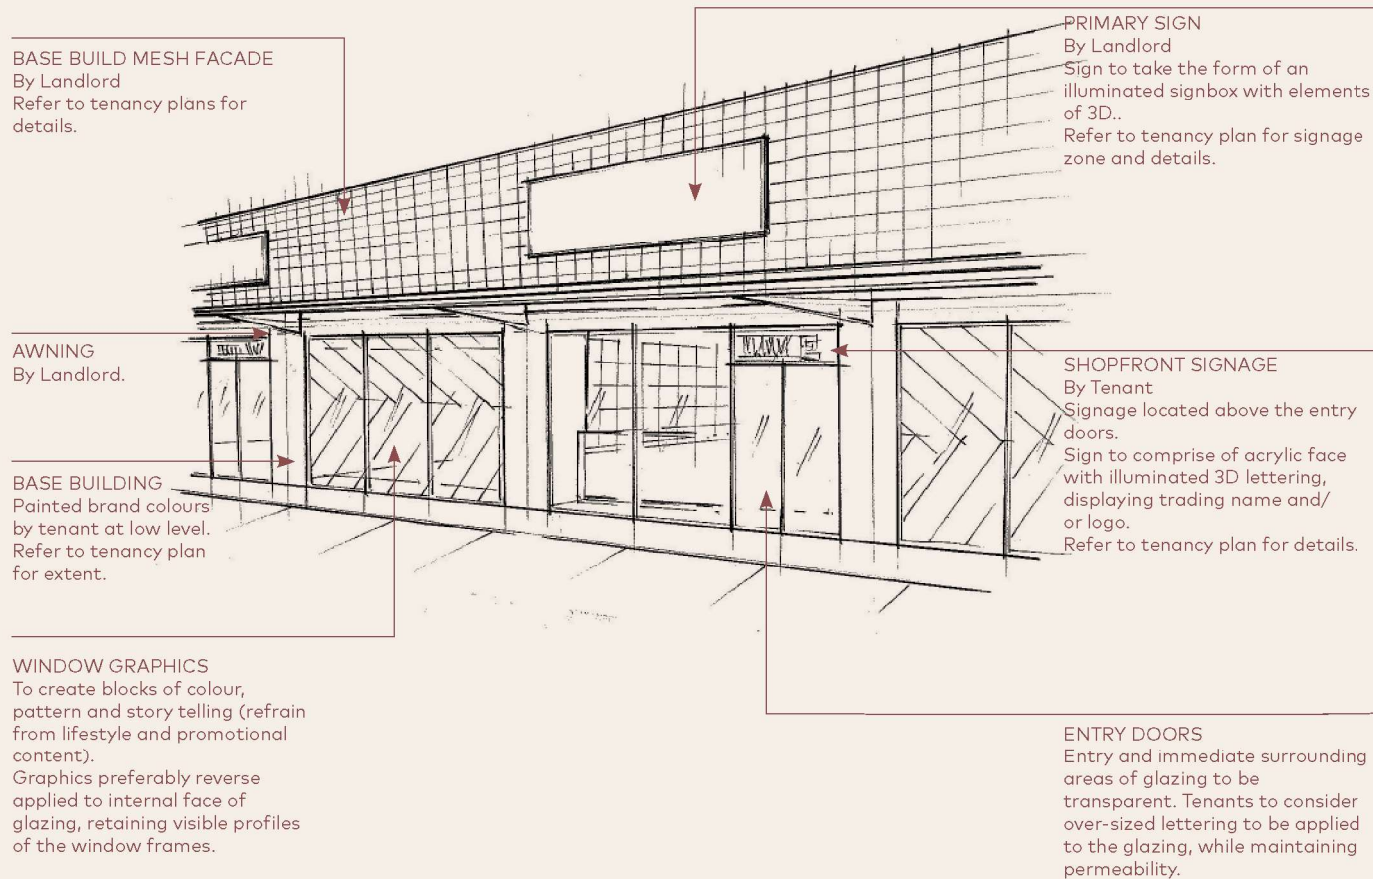 BASE BUILD MESH FACADE
By Landlord
Refer to tenancy plans for
details.
PRIMARY SIGN
By Landlord
Sign to take the form of an
illuminated signbox with elements
of 3D..
Refer to tenancy plan for signage
zone and details.
AWNING
By Landlord.
SHOPFRONT SIGNAGE
By Tenant
Signage located above the entry
doors.
Sign to comprise of acrylic face
with illuminated 3D lettering,
displaying trading name and/
or logo.
Refer to tenancy plan for details.
BASE BUILDING
Painted brand colours
by tenant at low level.
Refer to tenancy plan
for extent.
WINDOW GRAPHICS
To create blocks of colour,
pattern and story telling (refrain
from lifestyle and promotional
content).
Graphics preferably reverse
applied to internal face of
glazing, retaining visible profiles
of the window frames.
ENTRY DOORS
Entry and immediate surrounding
areas of glazing to be
transparent. Tenants to consider
over-sized lettering to be applied
to the glazing, while maintaining
permeability.